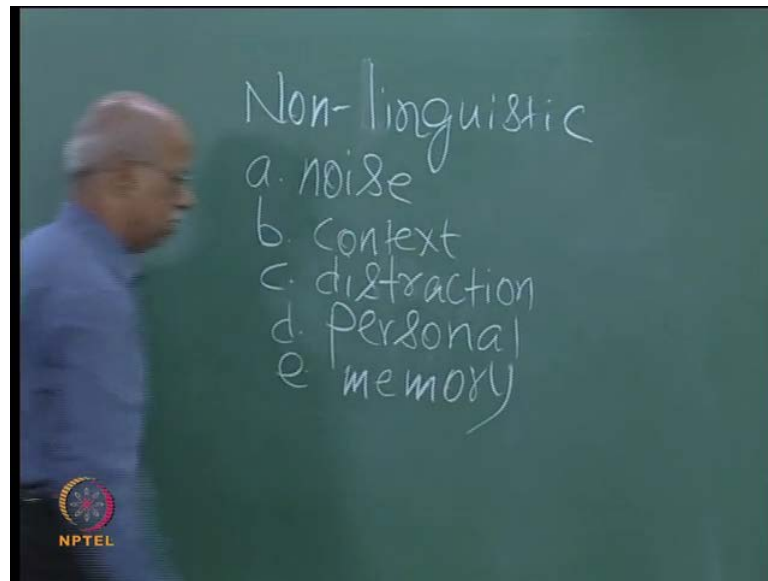 Non-linguistic
a. noise
b. context
c. distraction
d. personal
e memory
NPTEL